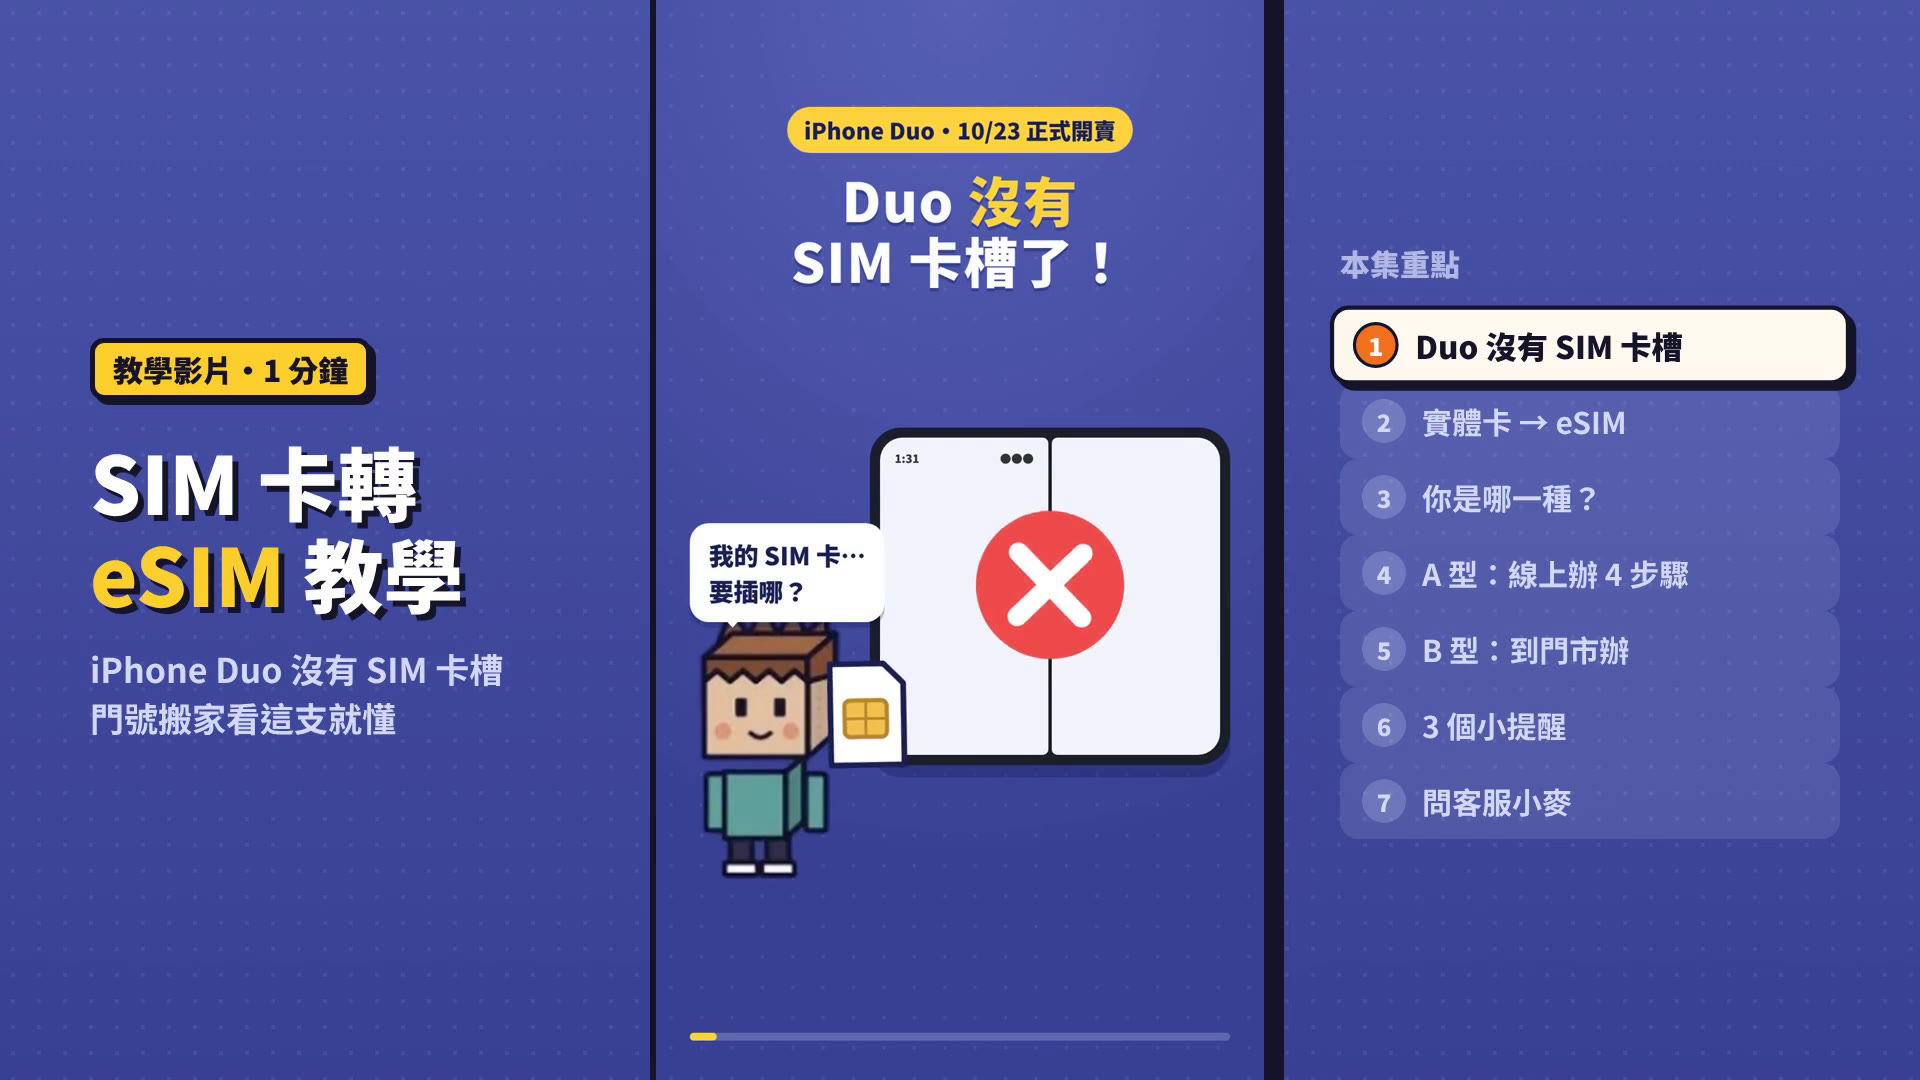 教學影片・1 分鐘
SIM 卡轉
eSIM 教學
iPhone Duo 沒有 SIM 卡槽
門號搬家看這支就懂
iPhone Duo・10/23 正式開賣
Duo 沒有
SIM 卡槽了！
1:31
我的 SIM 卡⋯
要插哪？
本集重點
1 Duo 沒有 SIM 卡槽
2 實體卡 → eSIM
3 你是哪一種？
4 A 型：線上辦 4 步驟
5 B 型：到門市辦
6 3 個小提醒
7 問客服小麥